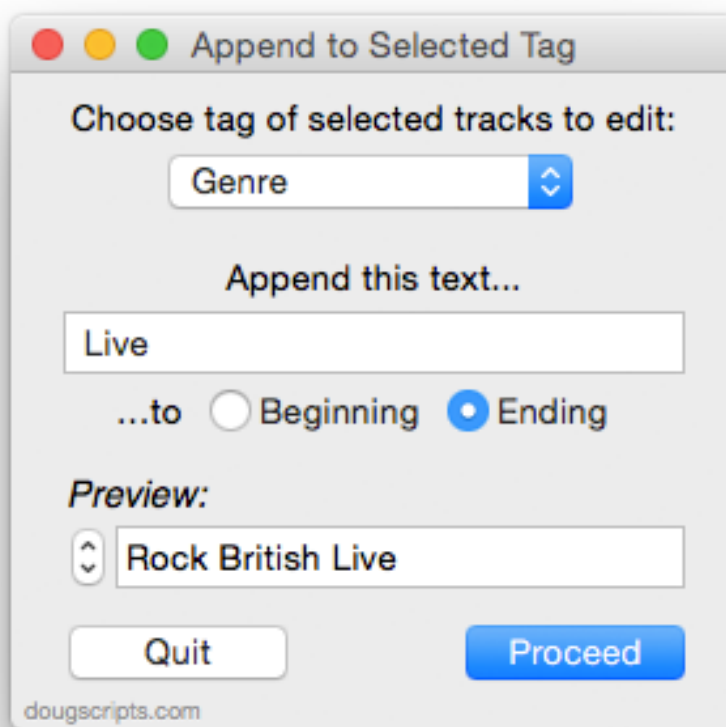 Append to Selected Tag
Choose tag of selected tracks to edit:
Genre
Append this text...
Live
...to Beginning Ending
Preview:
Rock British Live
Quit Proceed
dougscripts.com